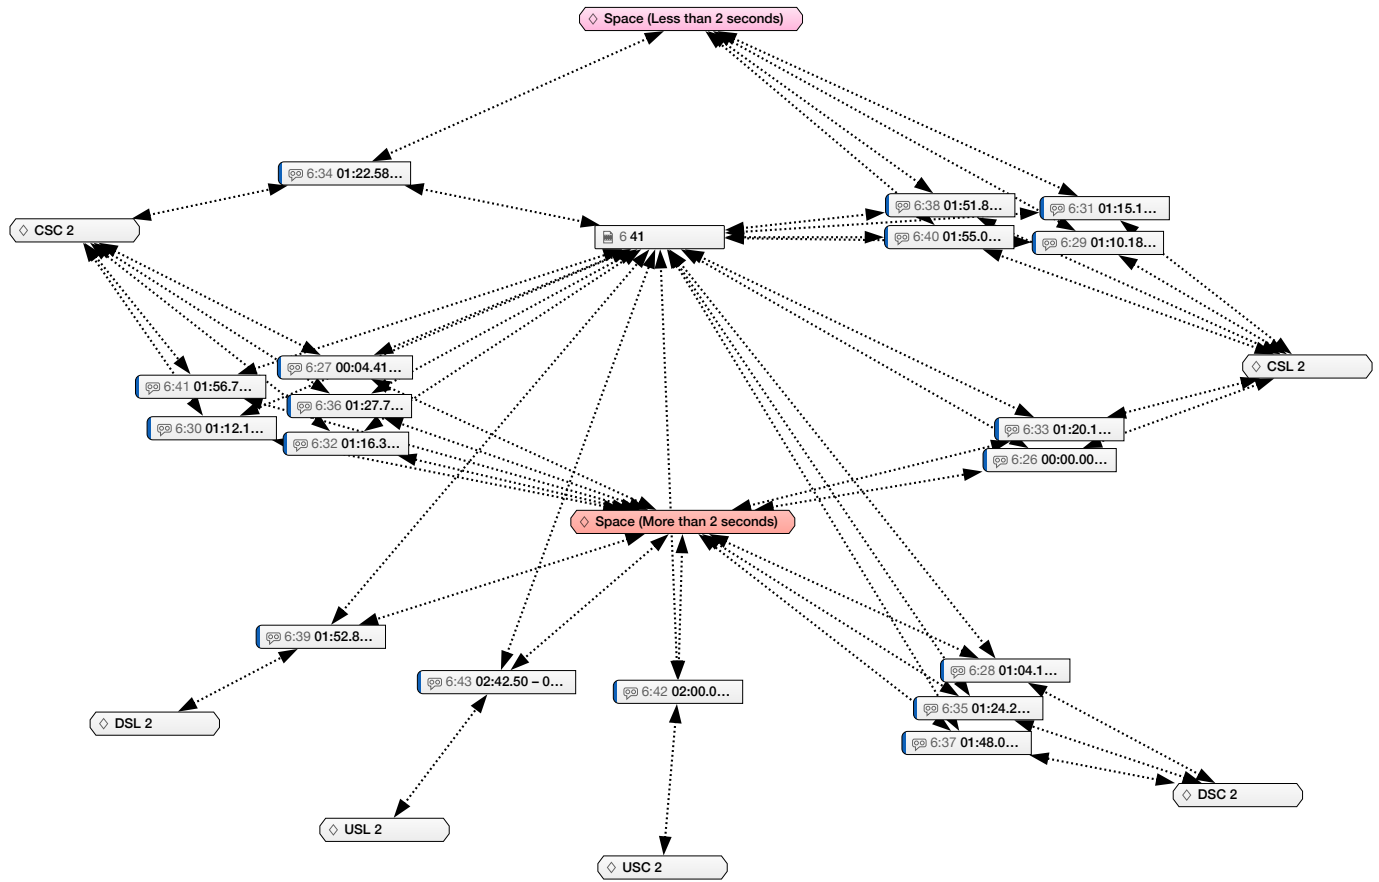 Space (Less than 2 seconds)
6:34 01:22.58...
6:38 01:51.8...
6:31 01:15.1...
CSC 2
6 41
6:40 01:55.0...
6:29 01:10.18...
6:27 00:04.41...
CSL 2
6:41 01:56.7...
6:36 01:27.7...
6:30 01:12.1...
6:33 01:20.1...
6:32 01:16.3...
6:26 00:00.00...
Space (More than 2 seconds)
6:39 01:52.8...
6:28 01:04.1...
6:43 02:42.50 – 0...
6:42 02:00.0...
6:35 01:24.2...
DSL 2
6:37 01:48.0...
DSC 2
USL 2
USC 2